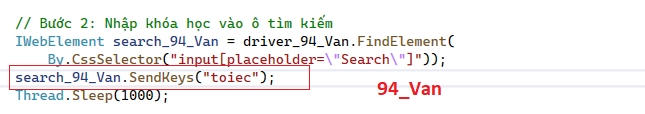 // Bước 2: Nhập khóa học vào ô tìm kiếm
IWebElement search_94_Van = driver_94_Van.FindElement(
By.CssSelector("input[placeholder=\"Search\"]"));
search_94_Van.SendKeys("toiec");
Thread.Sleep(1000);
94_Van